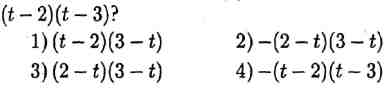 (t − 2)(t − 3)?
1) (t − 2)(3 − t) 2) −(2 − t)(3 − t)
3) (2 − t)(3 − t) 4) −(t − 2)(t − 3)